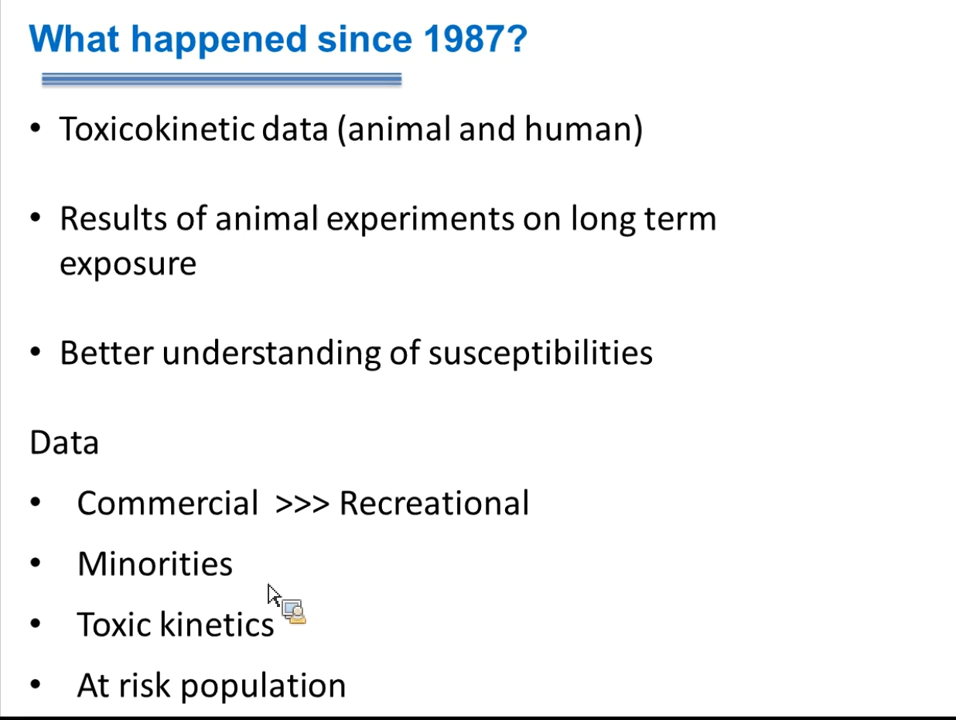 What happened since 1987?
• Toxicokinetic data (animal and human)
• Results of animal experiments on long term
exposure
• Better understanding of susceptibilities
Data
• Commercial >>> Recreational
• Minorities
• Toxic kinetics
• At risk population